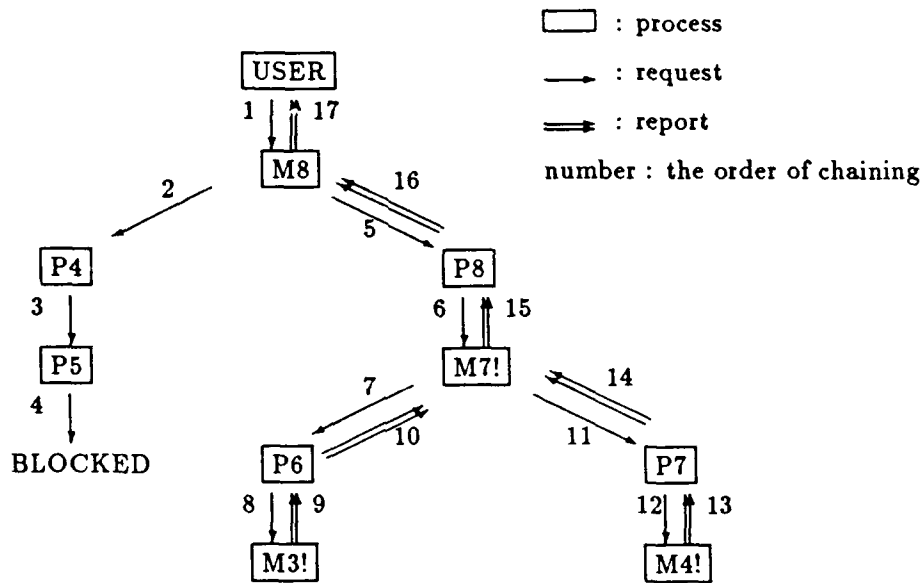 : process
USER
: request
1
17
: report
M8
number : the order of chaining
2
16
5
P4
P8
3
6
15
P5
M7!
4
7
14
10
11
BLOCKED
P6
P7
8
9
12
13
M3!
M4!